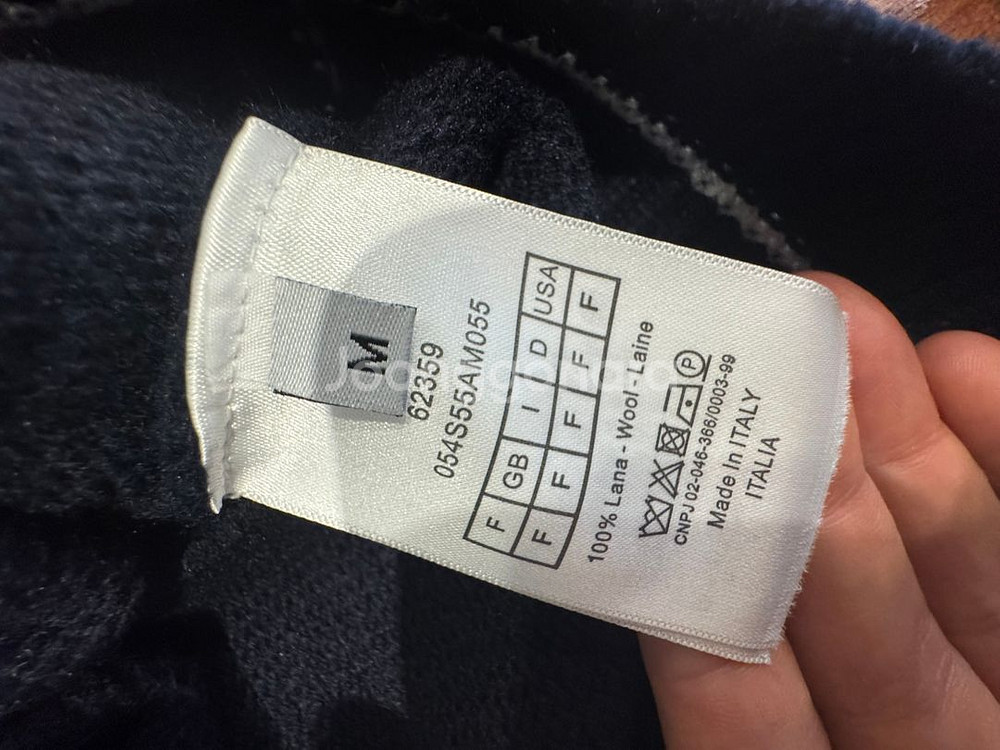 M
62359
054S55AM055
F GB I D USA
F F F F F
100% Lana - Wool - Laine
P
CNPJ 02-046-366/0003-99
Made In ITALY
ITALIA